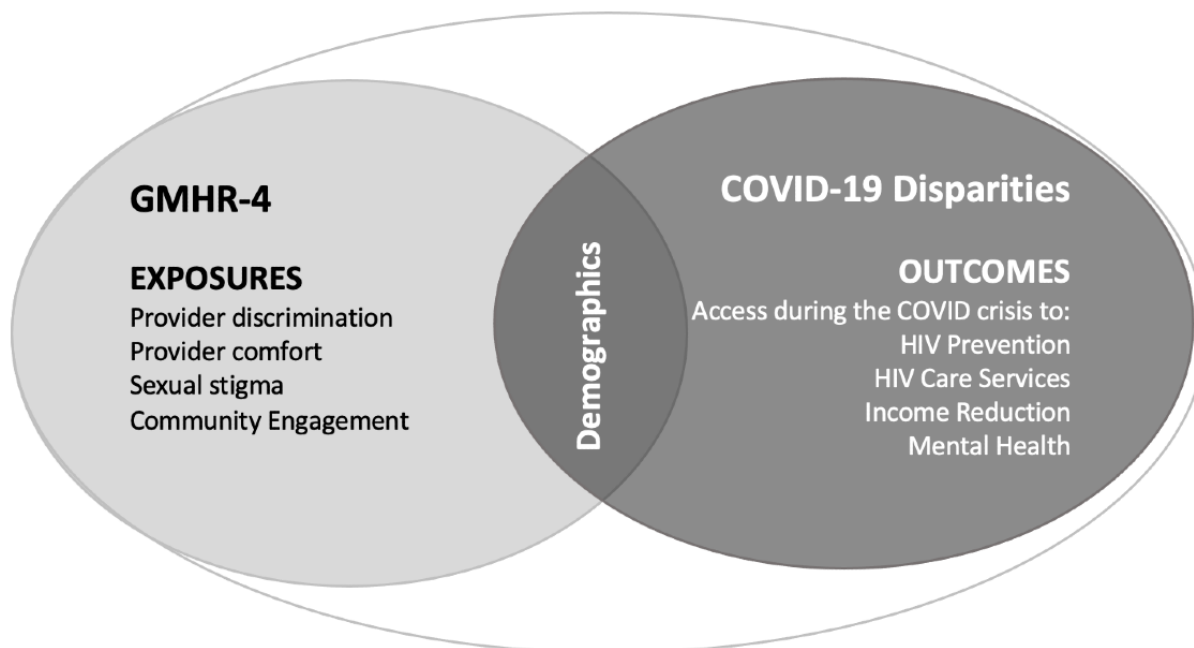 GMHR-4
EXPOSURES
Provider discrimination
Provider comfort
Sexual stigma
Community Engagement
Demographics
COVID-19 Disparities
OUTCOMES
Access during the COVID crisis to:
HIV Prevention
HIV Care Services
Income Reduction
Mental Health